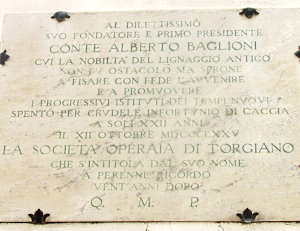 AL DILETTISSIMO
SVO FONDATORE E PRIMO PRESIDENTE
CONTE ALBERTO BAGLIONI
CVI LA NOBILTA' DEL LIGNAGGIO ANTICO
NON FV OSTACOLO MA SPRONE
A FISARE CON FEDE L'AVVENIRE
E A PROMVOVERE
I PROGRESSIVI ISTITVTI DEI TEMPI NVOVI
SPENTO PER CRVDELE INFORTVNIO DI CACCIA
A SOLI XXII ANNI
IL XII OTTOBRE MDCCCLXXV
LA SOCIETÀ OPERAIA DI TORGIANO
CHE S'INTITOLA DAL SVO NOME
A PERENNE RICORDO
VENT'ANNI DOPO
Q. M. P.